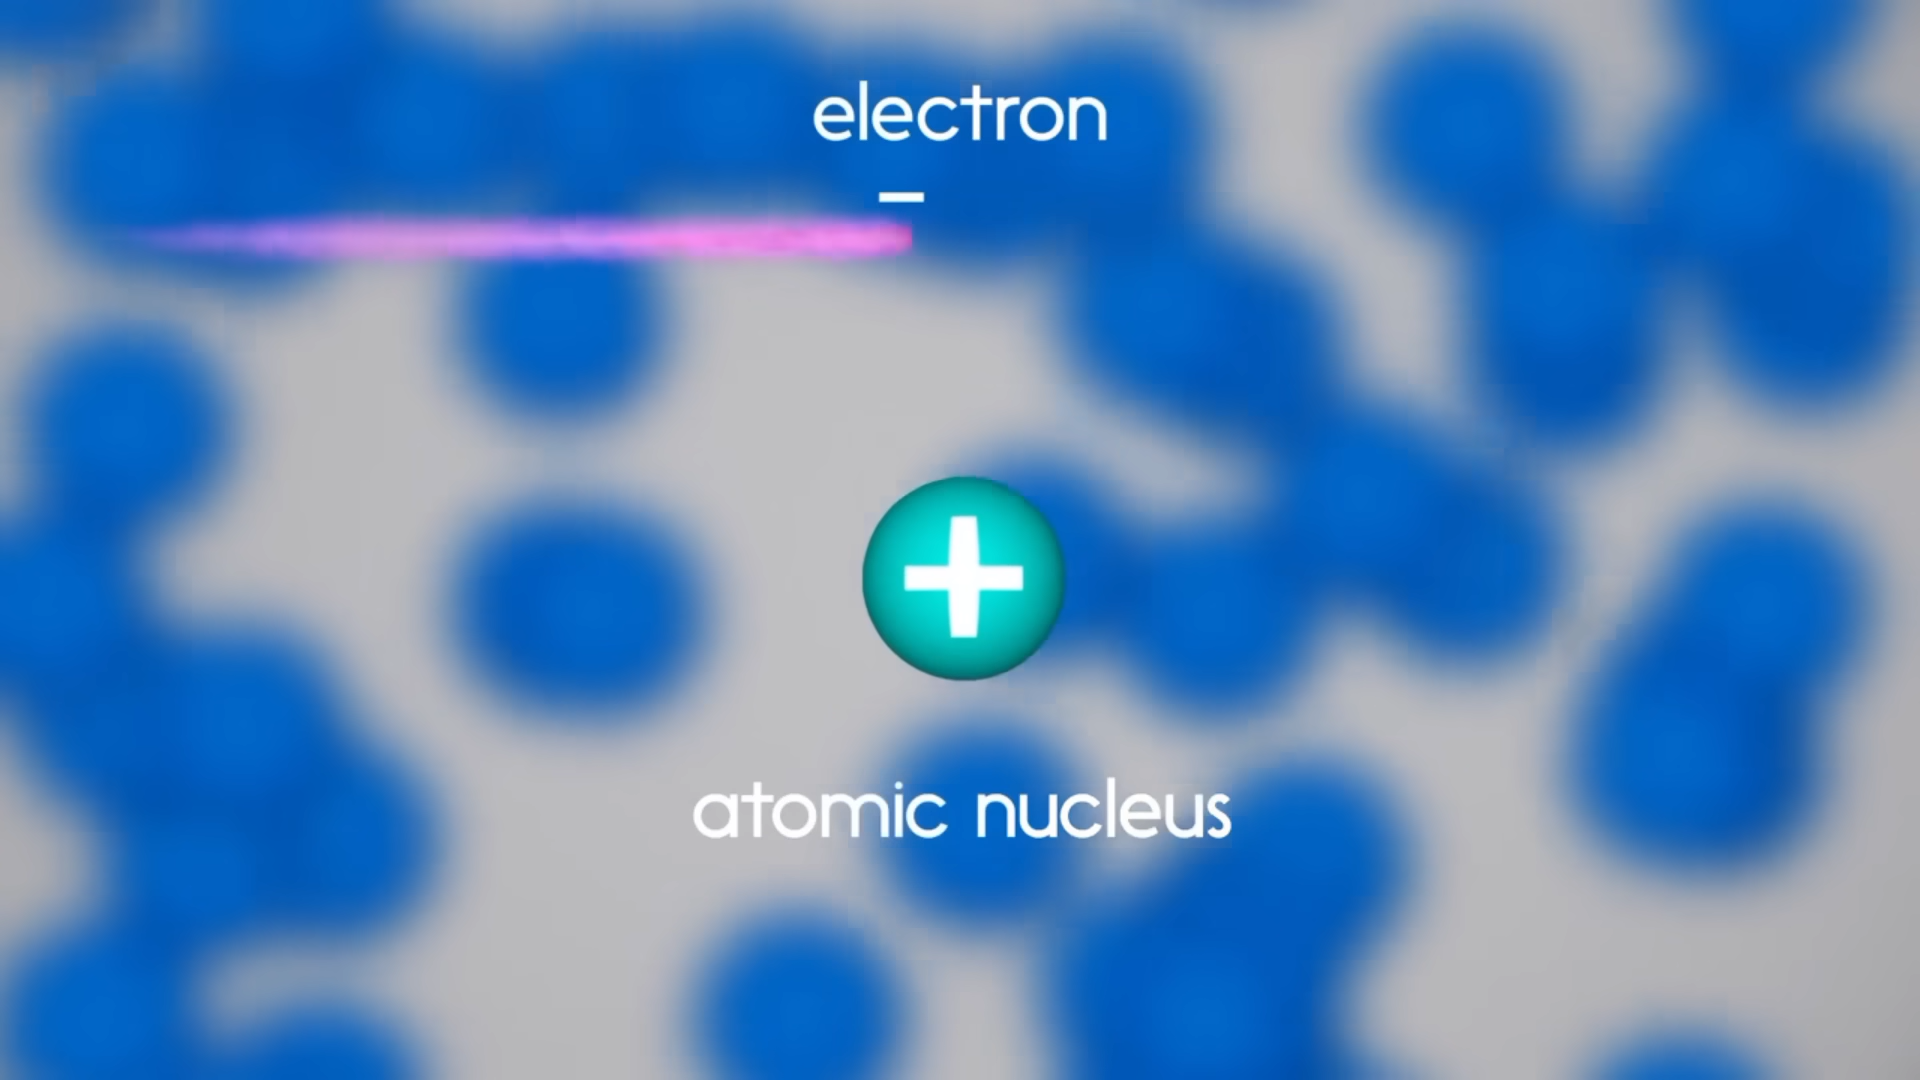 electron
–
+
atomic nucleus